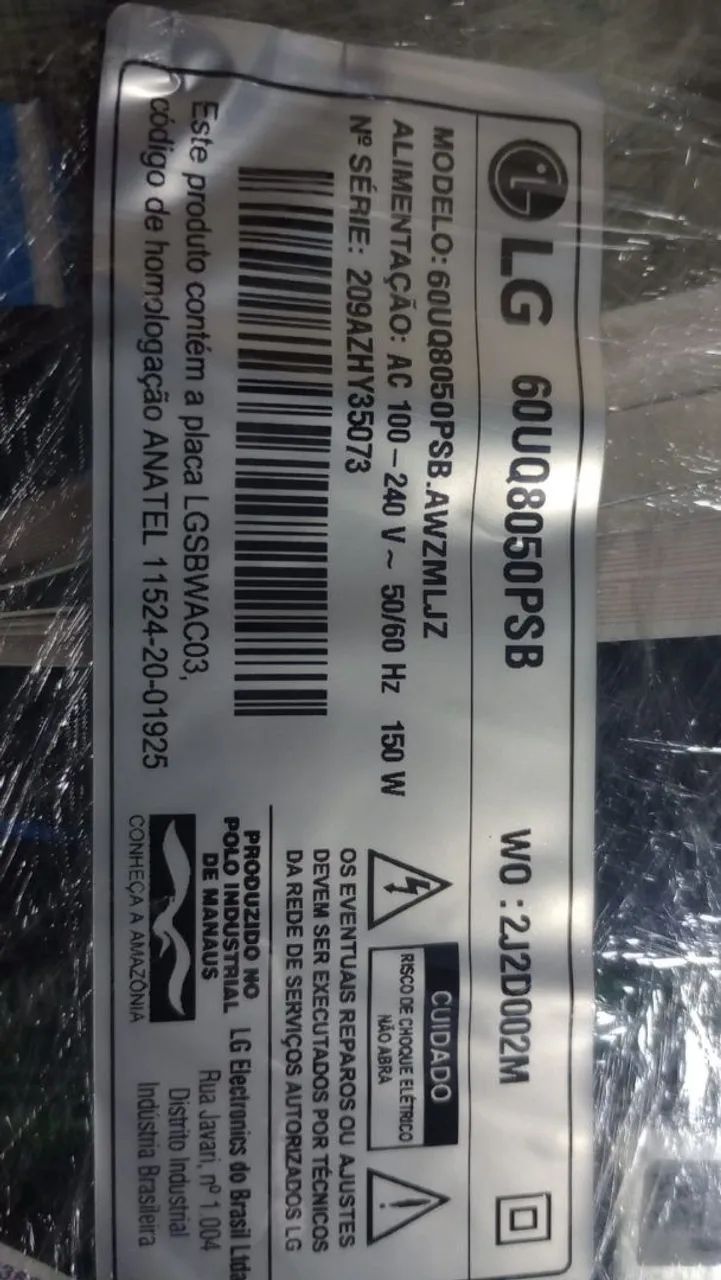 LG 60UQ8050PSB WO : 2J2D002M
MODELO: 60UQ8050PSB.AWZMLJZ
ALIMENTAÇÃO: AC 100 – 240 V ~ 50/60 Hz 150 W
Nº SÉRIE: 209AZHY35073
Este produto contém a placa LGSBWAC03,
código de homologação ANATEL 11524-20-01925
CUIDADO
RISCO DE CHOQUE ELÉTRICO
NÃO ABRA
OS EVENTUAIS REPAROS OU AJUSTES
DEVEM SER EXECUTADOS POR TÉCNICOS
DA REDE DE SERVIÇOS AUTORIZADOS LG
PRODUZIDO NO
POLO INDUSTRIAL
DE MANAUS
CONHEÇA A AMAZÔNIA
LG Electronics do Brasil Ltda
Rua Javari, nº 1.004
Distrito Industrial
Indústria Brasileira